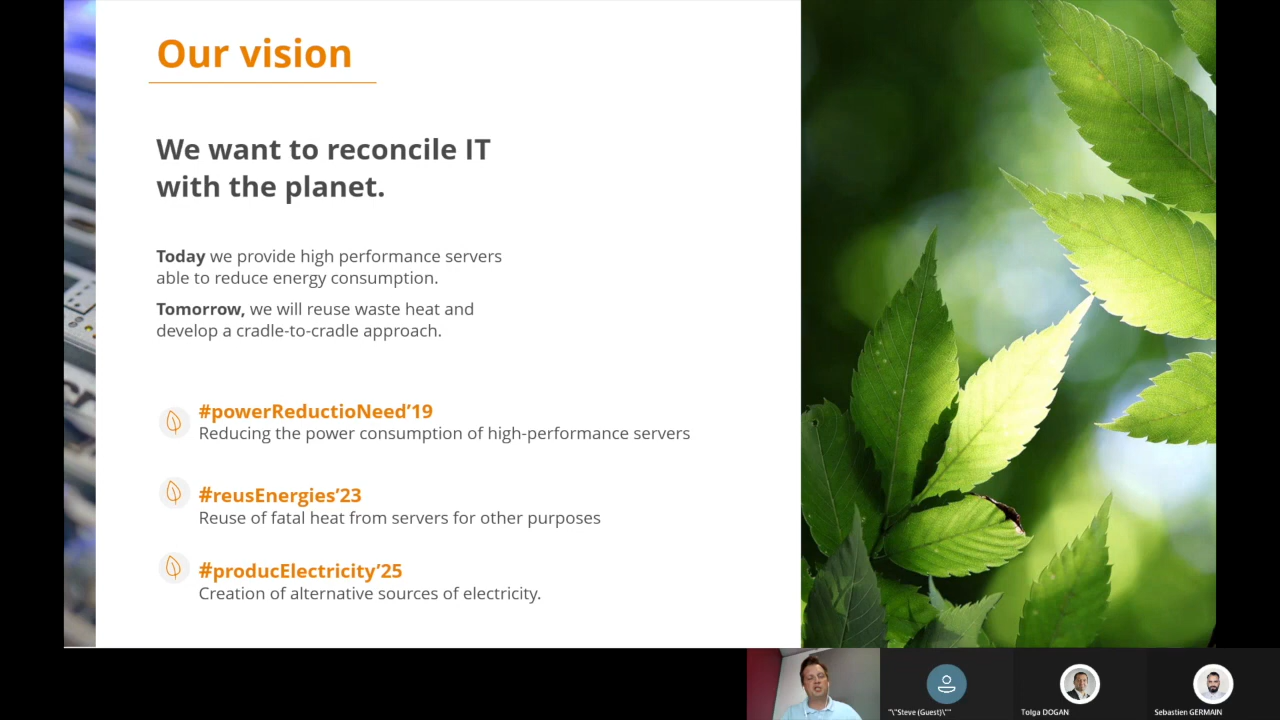 Our vision
We want to reconcile IT
with the planet.
Today we provide high performance servers
able to reduce energy consumption.
Tomorrow, we will reuse waste heat and
develop a cradle-to-cradle approach.
#powerReductioNeed’19
Reducing the power consumption of high-performance servers
#reusEnergies’23
Reuse of fatal heat from servers for other purposes
#producElectricity’25
Creation of alternative sources of electricity.
"\"Steve (Guest)\""
Tolga DOGAN
Sebastien GERMAIN